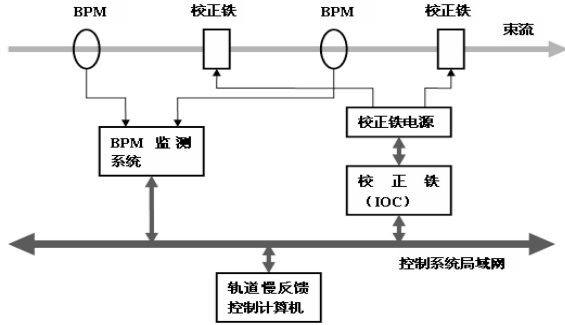 BPM
校正铁
BPM
校正铁
束流
校正铁电源
BPM 监测
系统
校正铁
（IOC）
控制系统局域网
轨道慢反馈
控制计算机